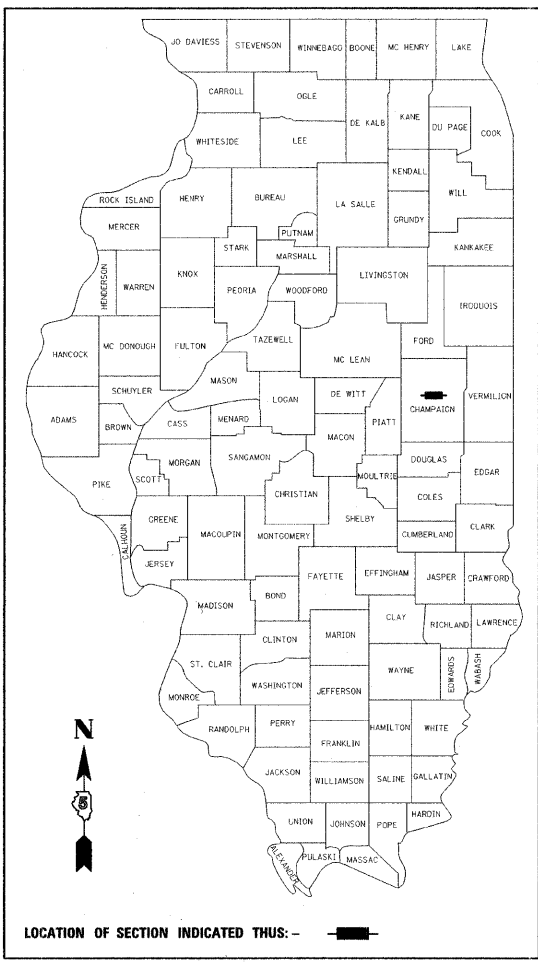 JO DAVIESS STEVENSON WINNEBAGO BOONE MC HENRY LAKE
CARROLL OGLE DE KALB KANE DU PAGE COOK
WHITESIDE LEE
KENDALL WILL
ROCK ISLAND HENRY BUREAU LA SALLE GRUNDY
MERCER PUTNAM
STARK MARSHALL KANKAKEE
HENDERSON WARREN KNOX PEORIA WOODFORD LIVINGSTON IROQUOIS
HANCOCK MC DONOUGH FULTON TAZEWELL MC LEAN FORD
MASON
SCHUYLER LOGAN DE WITT CHAMPAIGN VERMILION
ADAMS BROWN CASS MENARD MACON PIATT
MORGAN SANGAMON DOUGLAS EDGAR
PIKE SCOTT CHRISTIAN MOULTRIE COLES
GREENE MACOUPIN MONTGOMERY SHELBY CUMBERLAND CLARK
CALHOUN JERSEY FAYETTE EFFINGHAM JASPER CRAWFORD
MADISON BOND CLAY RICHLAND LAWRENCE
CLINTON MARION
ST. CLAIR WAYNE EDWARDS WABASH
MONROE WASHINGTON JEFFERSON
RANDOLPH PERRY HAMILTON WHITE
FRANKLIN
JACKSON WILLIAMSON SALINE GALLATIN
UNION JOHNSON POPE HARDIN
ALEXANDER PULASKI MASSAC
N
5
LOCATION OF SECTION INDICATED THUS: –